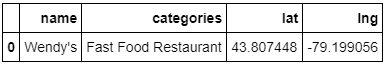 name categories lat lng
0 Wendy's Fast Food Restaurant 43.807448 -79.199056